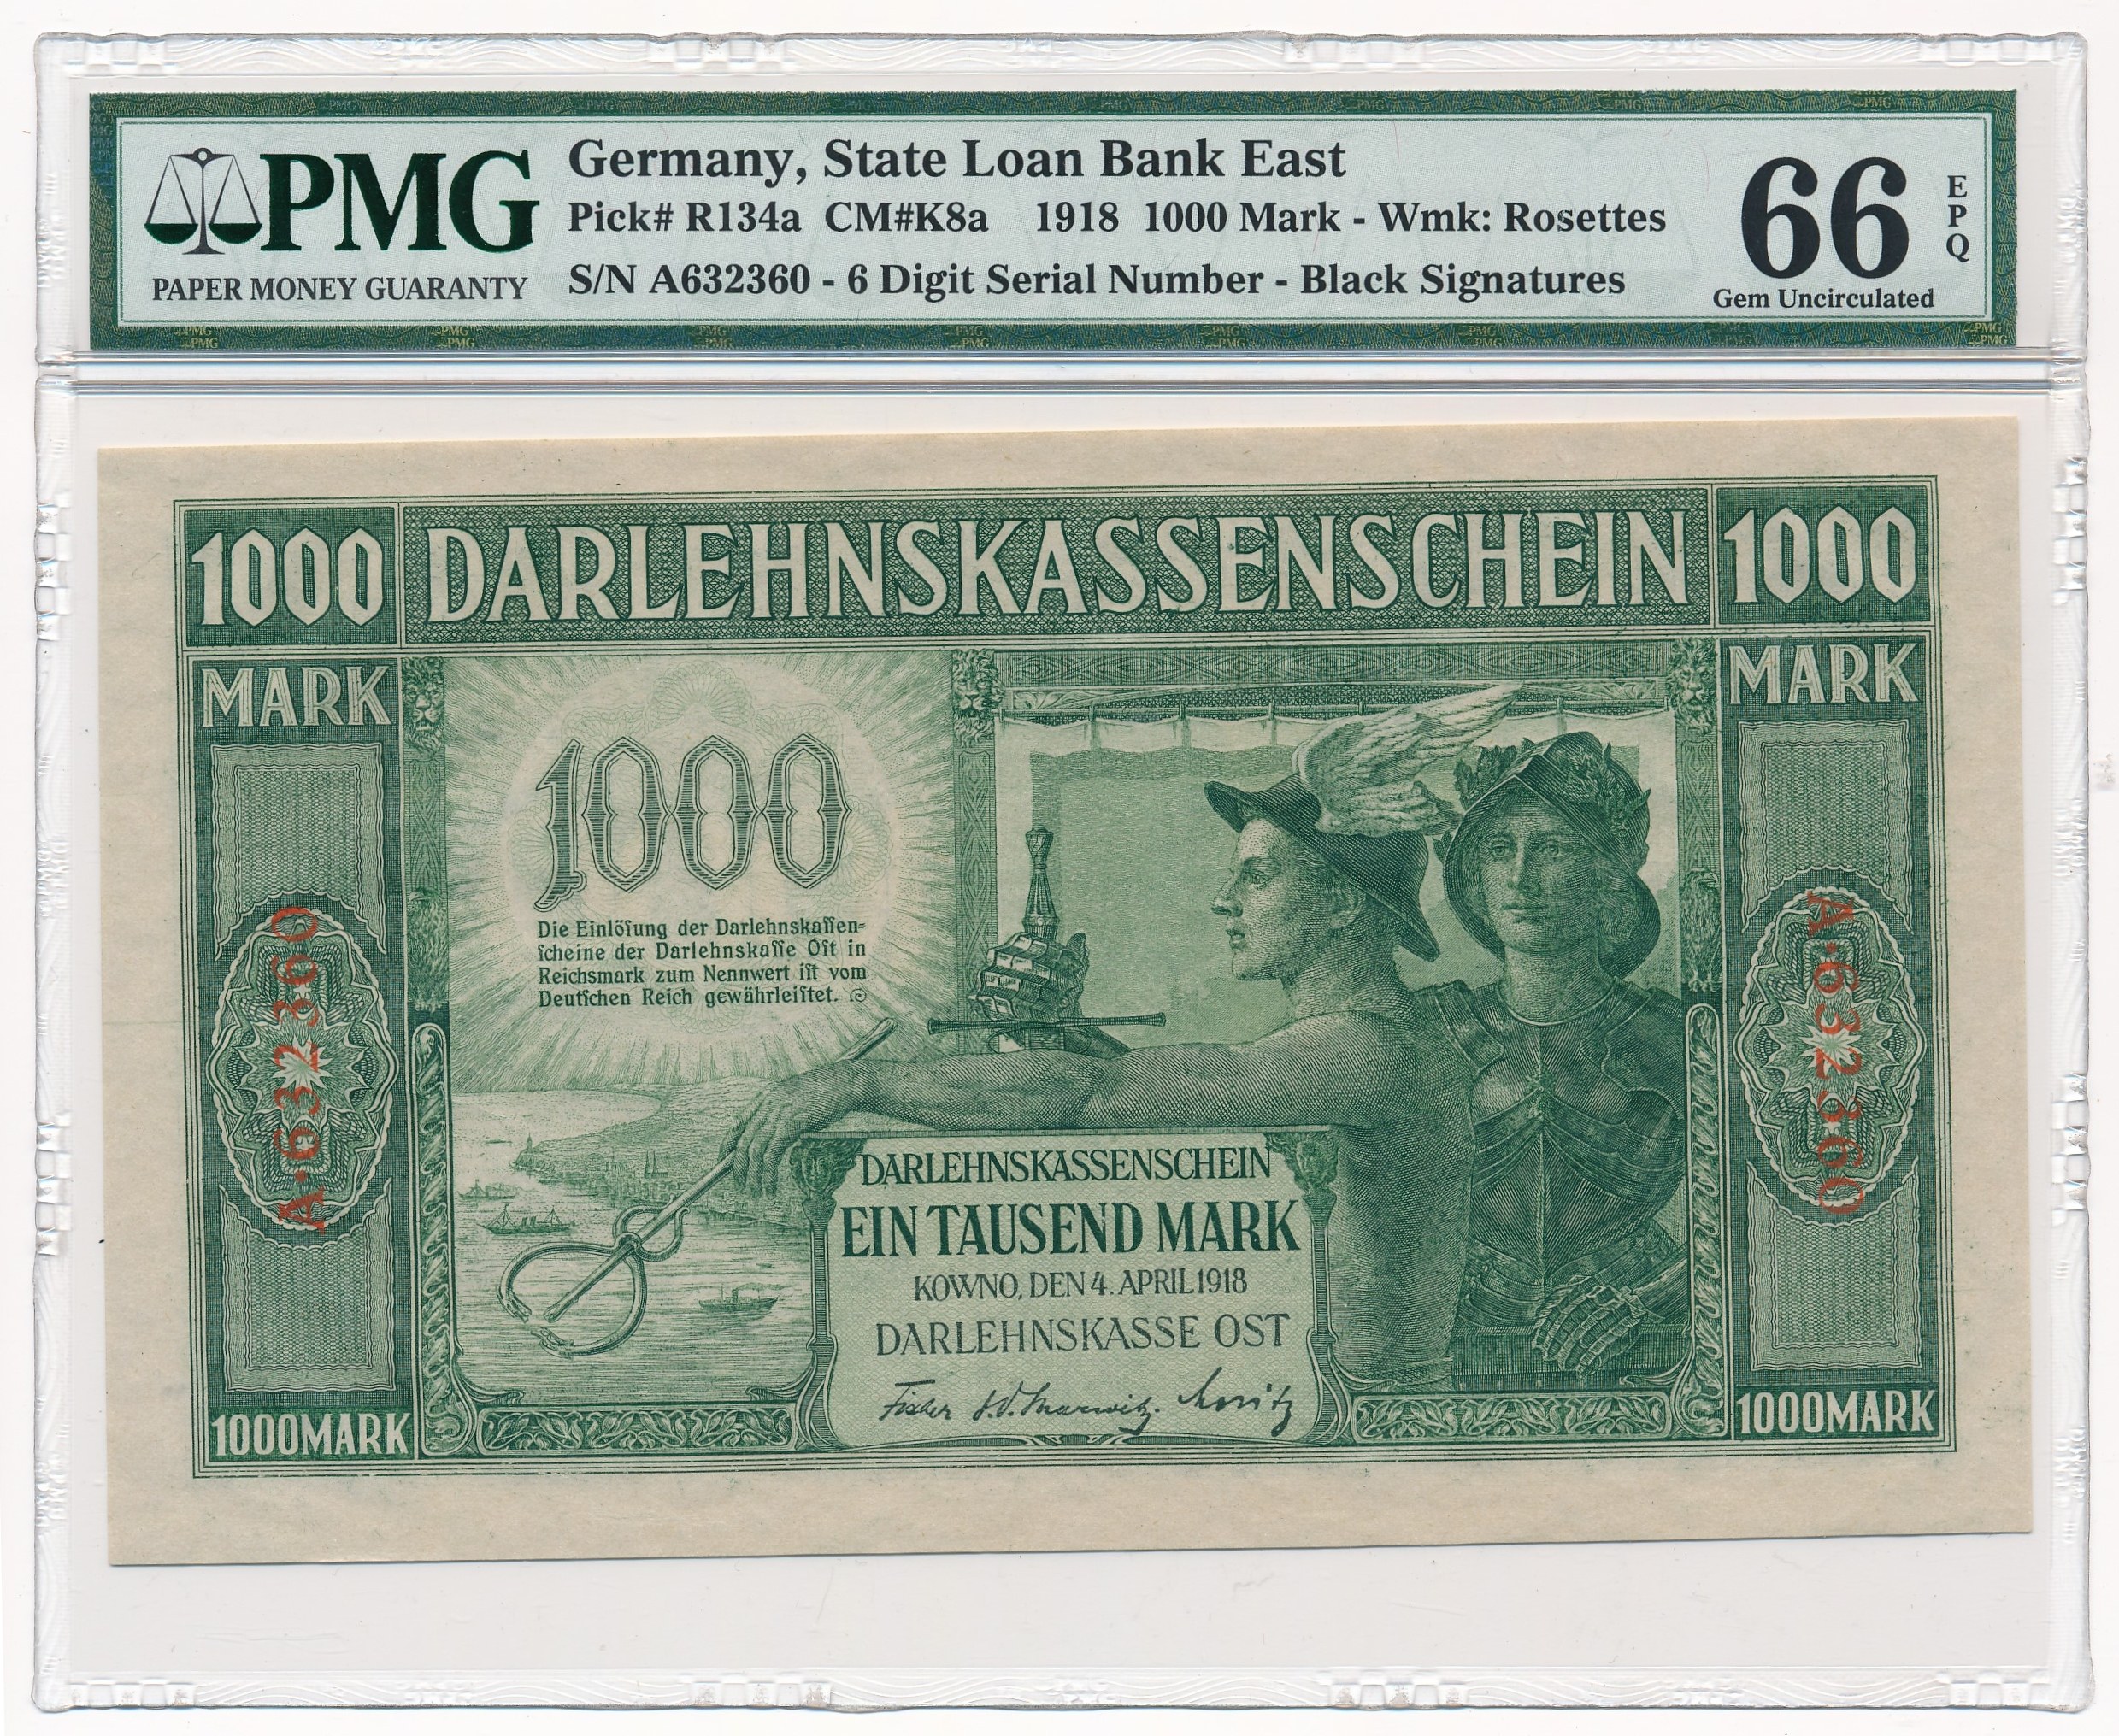 PMG
PAPER MONEY GUARANTY
Germany, State Loan Bank East
Pick# R134a CM#K8a 1918 1000 Mark - Wmk: Rosettes
S/N A632360 - 6 Digit Serial Number - Black Signatures
66
EPQ
Gem Uncirculated
1000 DARLEHNSKASSENSCHEIN 1000
MARK
MARK
1000
Die Einlöſung der Darlehnskaſſen-
ſcheine der Darlehnskaſſe Oſt in
Reichsmark zum Nennwert iſt vom
Deutſchen Reich gewährleiſtet.
A·632360
A·632360
DARLEHNSKASSENSCHEIN
EIN TAUSEND MARK
KOWNO, DEN 4. APRIL 1918
DARLEHNSKASSE OST
Fischer v. d. Marwitz. Moritz
1000MARK
1000MARK